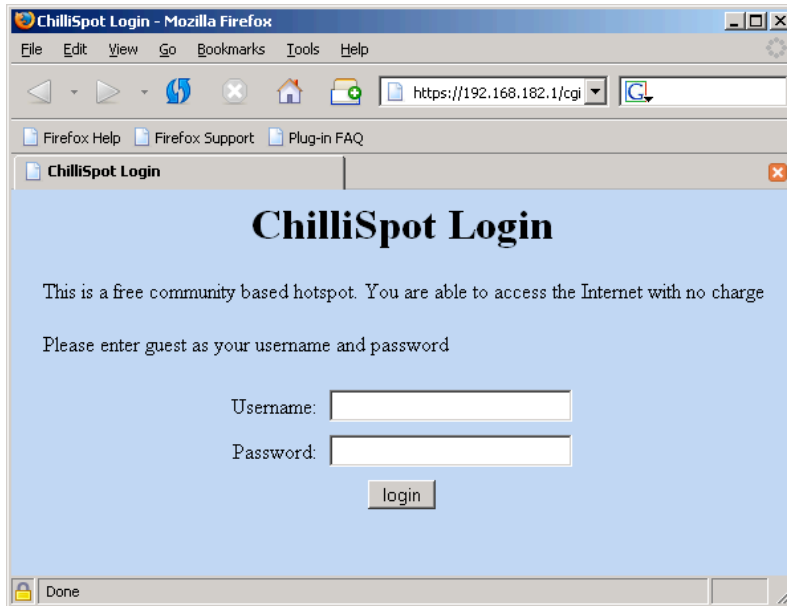 ChilliSpot Login - Mozilla Firefox
File Edit View Go Bookmarks Tools Help
https://192.168.182.1/cgi G
Firefox Help Firefox Support Plug-in FAQ
ChilliSpot Login
ChilliSpot Login
This is a free community based hotspot. You are able to access the Internet with no charge
Please enter guest as your username and password
Username:
Password:
login
Done